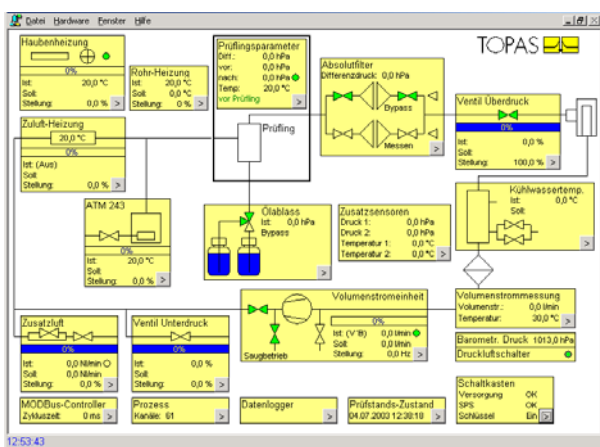 Datei Hardware Fenster Hilfe
TOPAS
Haubenheizung
0%
Ist: 20,0 °C
Soll:
Stellung: 0,0 % >
Rohr-Heizung
Ist: 20,0 °C
Soll: 0,0 °C
Stellung: 0 % >
Prüflingsparameter
Diff.: 0,0 hPa
vor: 0,0 hPa
nach: 0,0 hPa
Temp: 20,0 °C
vor Prüfling >
Prüfling
Absolutfilter
Differenzdruck 0,0 hPa
Bypass
Messen
>
Ventil Überdruck
0%
Ist: 0,0 %
Soll:
Stellung: 100,0 % >
Zuluft-Heizung
20,0 °C
0%
Ist: (Aus)
Soll:
Stellung: 0,0 % >
ATM 243
0%
Ist: 20,0 °C
Soll:
Stellung: 0,0 % >
Ölablass
Ist: 0,0 hPa
Bypass
>
Zusatzsensoren
Druck 1: 0,0 hPa
Druck 2: 0,0 hPa
Temperatur 1: 0,0 °C
Temperatur 2: 0,0 °C
>
Kühlwassertemp.
Ist: 0,0 °C
Soll:
>
Zusatzluft
0%
Ist: 0,0 Nl/min
Soll: 0,0 Nl/min
Stellung: 0,0 % >
Ventil Unterdruck
0%
Ist: 0,0 %
Soll:
Stellung: 0,0 % >
Volumenstromeinheit
0%
Ist: (V´B) 0,0 l/min
Soll: 0,0 l/min
Saugbetrieb
Stellung: 0,0 Hz >
Volumenstrommessung
Volumenstr.: 0,0 l/min
Temperatur: 30,0 °C >
Barometr. Druck 1013,0 hPa
Druckluftschalter
Schaltkasten
Versorgung OK
SPS OK
Schlüssel Ein >
MODBus-Controller
Zykluszeit: 0 ms >
Prozess
Kanäle: 61 >
Datenlogger
>
Prüfstands-Zustand
04.07.2003 12:30:18 >
12:53:43